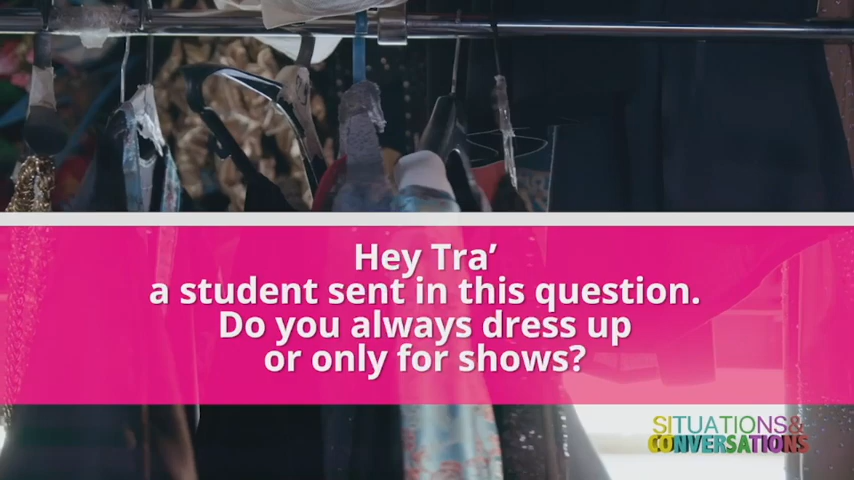 Hey Tra’
a student sent in this question.
Do you always dress up
or only for shows?
SITUATIONS&
CONVERSATIONS